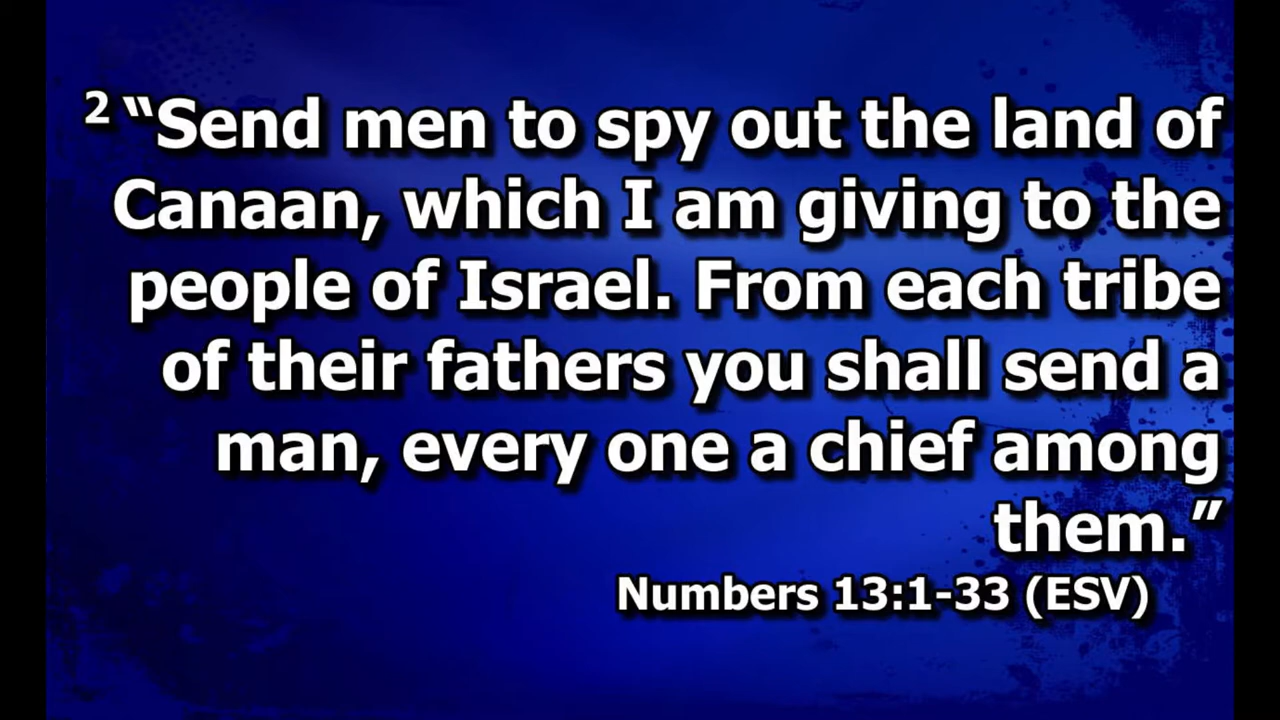 2 “Send men to spy out the land of
Canaan, which I am giving to the
people of Israel. From each tribe
of their fathers you shall send a
man, every one a chief among
them.”
Numbers 13:1-33 (ESV)